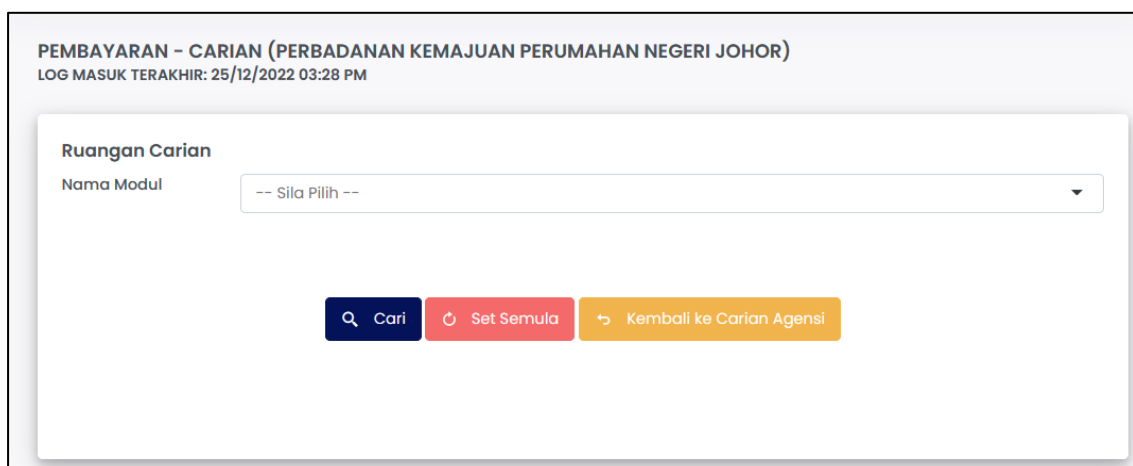 PEMBAYARAN - CARIAN (PERBADANAN KEMAJUAN PERUMAHAN NEGERI JOHOR)
LOG MASUK TERAKHIR: 25/12/2022 03:28 PM
Ruangan Carian
Nama Modul
-- Sila Pilih --
Cari
Set Semula
Kembali ke Carian Agensi